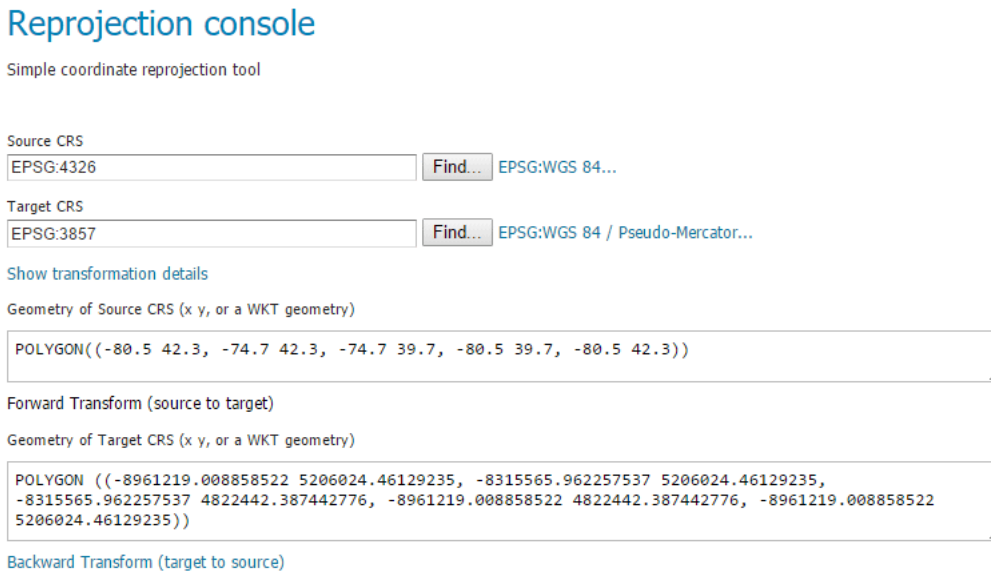 Reprojection console
Simple coordinate reprojection tool
Source CRS
EPSG:4326 Find... EPSG:WGS 84...
Target CRS
EPSG:3857 Find... EPSG:WGS 84 / Pseudo-Mercator...
Show transformation details
Geometry of Source CRS (x y, or a WKT geometry)
POLYGON((-80.5 42.3, -74.7 42.3, -74.7 39.7, -80.5 39.7, -80.5 42.3))
Forward Transform (source to target)
Geometry of Target CRS (x y, or a WKT geometry)
POLYGON ((-8961219.008858522 5206024.46129235, -8315565.962257537 5206024.46129235,
-8315565.962257537 4822442.387442776, -8961219.008858522 4822442.387442776, -8961219.008858522
5206024.46129235))
Backward Transform (target to source)